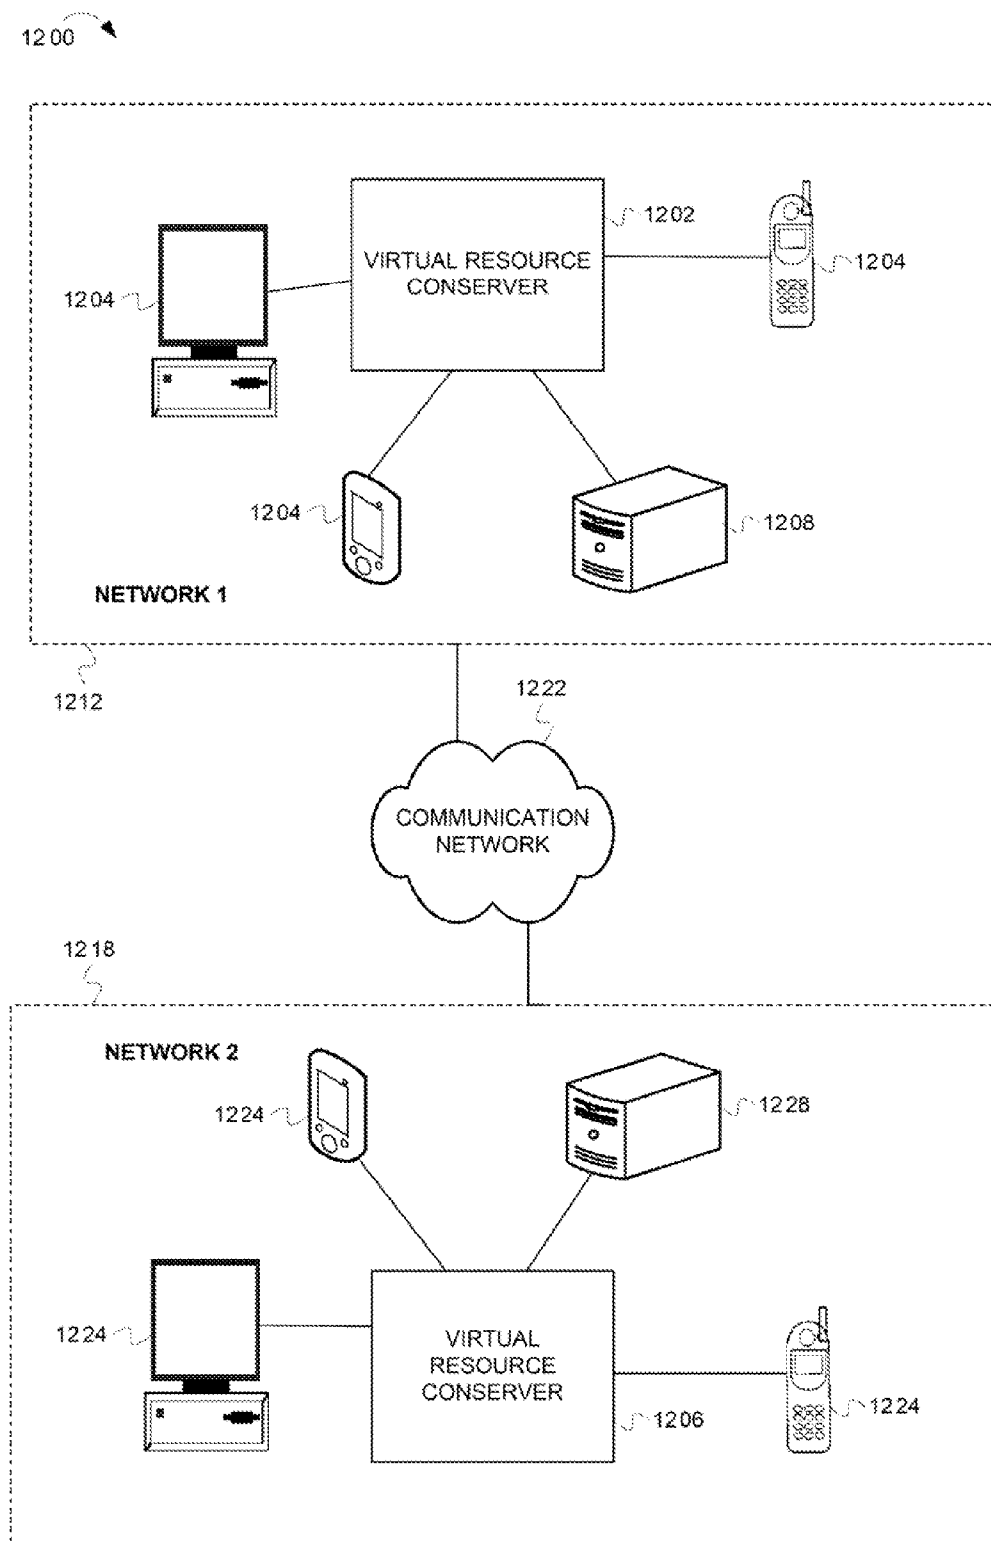 1200
1202
VIRTUAL RESOURCE
CONSERVER
1204
1204
1204
1208
NETWORK 1
1212
1222
COMMUNICATION
NETWORK
1218
NETWORK 2
1224
1228
1224
VIRTUAL
RESOURCE
CONSERVER
1206
1224